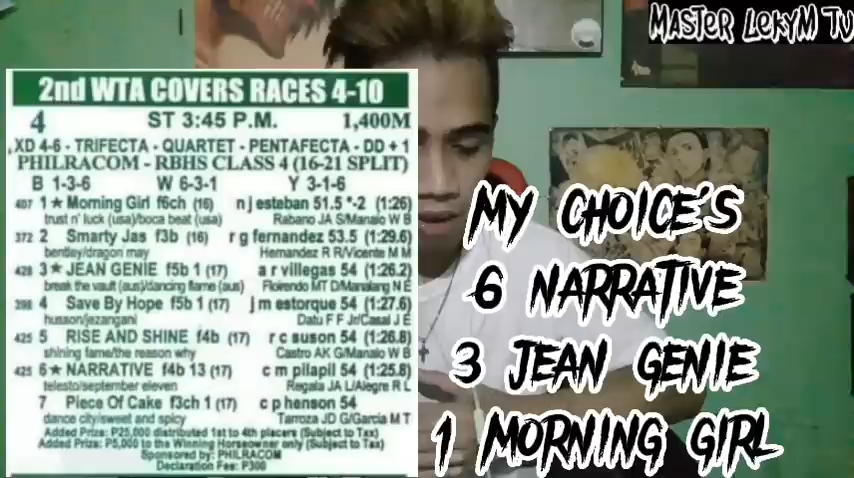 MASTER LEKYM TV
2nd WTA COVERS RACES 4-10
4 ST 3:45 P.M. 1,400M
XD 4-6 - TRIFECTA - QUARTET - PENTAFECTA - DD + 1
PHILRACOM - RBHS CLASS 4 (16-21 SPLIT)
B 1-3-6 W 6-3-1 Y 3-1-6
407 1 ★ Morning Girl f6ch (16) n j esteban 51.5 *-2 (1:26)
trust n' luck (usa)/boca beat (usa) Rabano JA S/Manalo W B
372 2 Smarty Jas f3b (16) r g fernandez 53.5 (1:29.6)
bentley/dragon may Hernandez R R/Vicente M M
428 3 ★ JEAN GENIE f5b 1 (17) a r villegas 54 (1:26.2)
break the vault (aus)/dancing flame (aus) Floirendo MT D/Manalang N E
398 4 Save By Hope f5b 1 (17) j m estorque 54 (1:27.6)
husson/jezangani Datu F F Jr/Casal J E
425 5 RISE AND SHINE f4b (17) r c suson 54 (1:26.8)
shining fame/the reason why Castro AK G/Manalo W B
425 6 ★ NARRATIVE f4b 13 (17) c m pilapil 54 (1:25.8)
telesto/september eleven Regala JA L/Alegre R L
7 Piece Of Cake f3ch 1 (17) c p henson 54
dance city/sweet and spicy Tarroza JD G/Garcia M T
Added Prize: P25,000 distributed 1st to 4th placers (Subject to Tax)
Added Prize: P5,000 to the Winning Horseowner only (Subject to Tax)
Sponsored by: PHILRACOM
Declaration Fee: P300
MY CHOICE'S
6 NARRATIVE
3 JEAN GENIE
1 MORNING GIRL